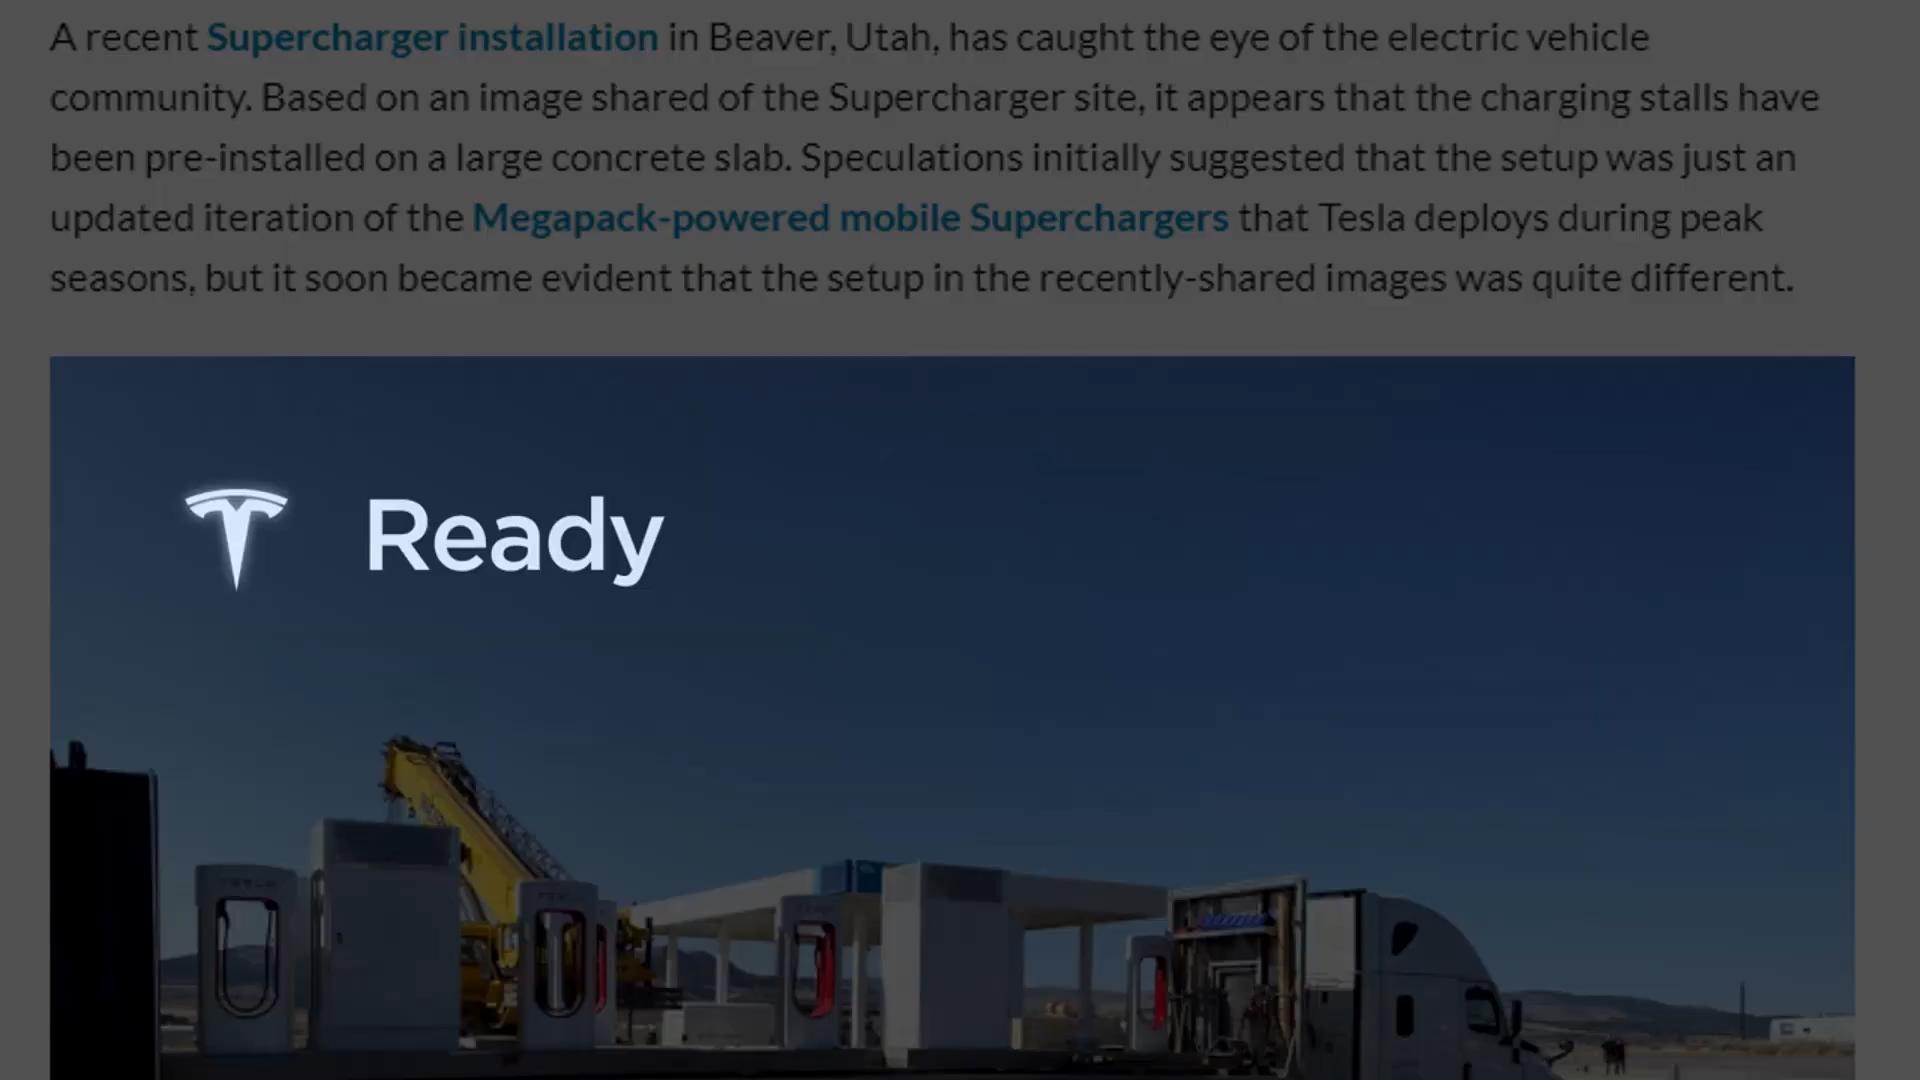 A recent Supercharger installation in Beaver, Utah, has caught the eye of the electric vehicle
community. Based on an image shared of the Supercharger site, it appears that the charging stalls have
been pre-installed on a large concrete slab. Speculations initially suggested that the setup was just an
updated iteration of the Megapack-powered mobile Superchargers that Tesla deploys during peak
seasons, but it soon became evident that the setup in the recently-shared images was quite different.
Ready
TESLA